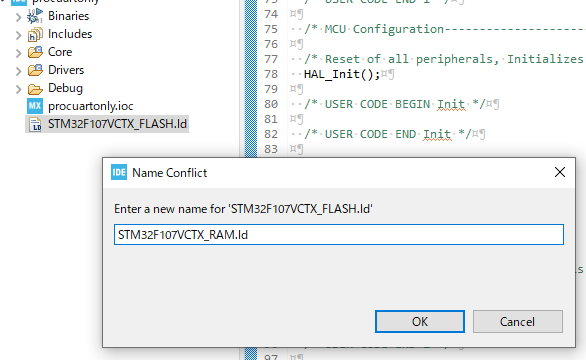 procuartonly
Binaries
Includes
Core
Drivers
Debug
procuartonly.ioc
STM32F107VCTX_FLASH.ld
73 /* USER CODE END 1 */
74
75 /* MCU Configuration--------------------
76
77 /* Reset of all peripherals, Initializes
78 HAL_Init();
79
80 /* USER CODE BEGIN Init */
81
82 /* USER CODE END Init */
83
Name Conflict
Enter a new name for 'STM32F107VCTX_FLASH.ld'
STM32F107VCTX_RAM.ld
OK
Cancel
97